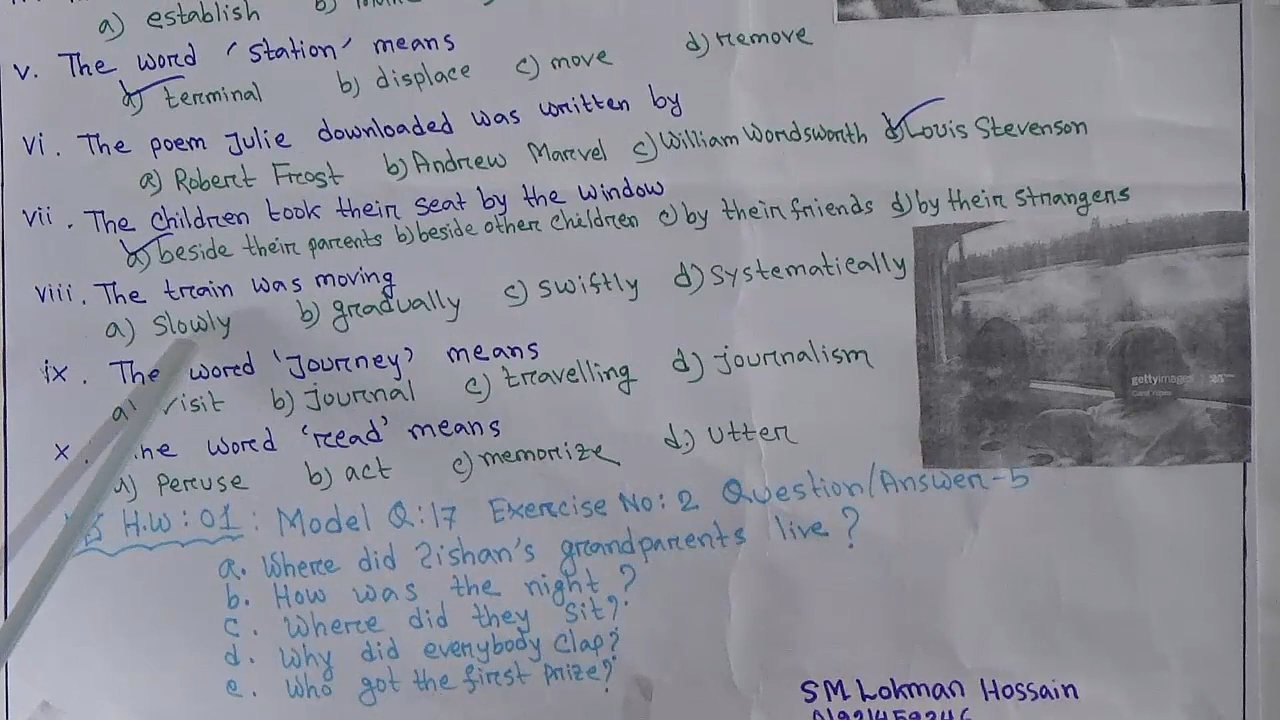 a) establish b)
v. The word 'Station' means
a) terminal b) displace c) move d) remove
vi. The poem Julie downloaded was written by
a) Robert Frost b) Andrew Marvel c) William Wordsworth d) Louis Stevenson
vii. The children took their seat by the window
a) beside their parents b) beside other children c) by their friends d) by their strangers
viii. The train was moving
a) slowly b) gradually c) swiftly d) systematically
ix. The word 'Journey' means
a) visit b) journal c) travelling d) journalism
x. The word 'read' means
a) Peruse b) act c) memorize d) utter
H.W: 01: Model Q:17 Exercise No: 2 Question/Answer-5
a. Where did Zishan's grandparents live?
b. How was the night?
c. Where did they sit?
d. Why did everybody clap?
e. Who got the first prize?
gettyimages
SM Lokman Hossain